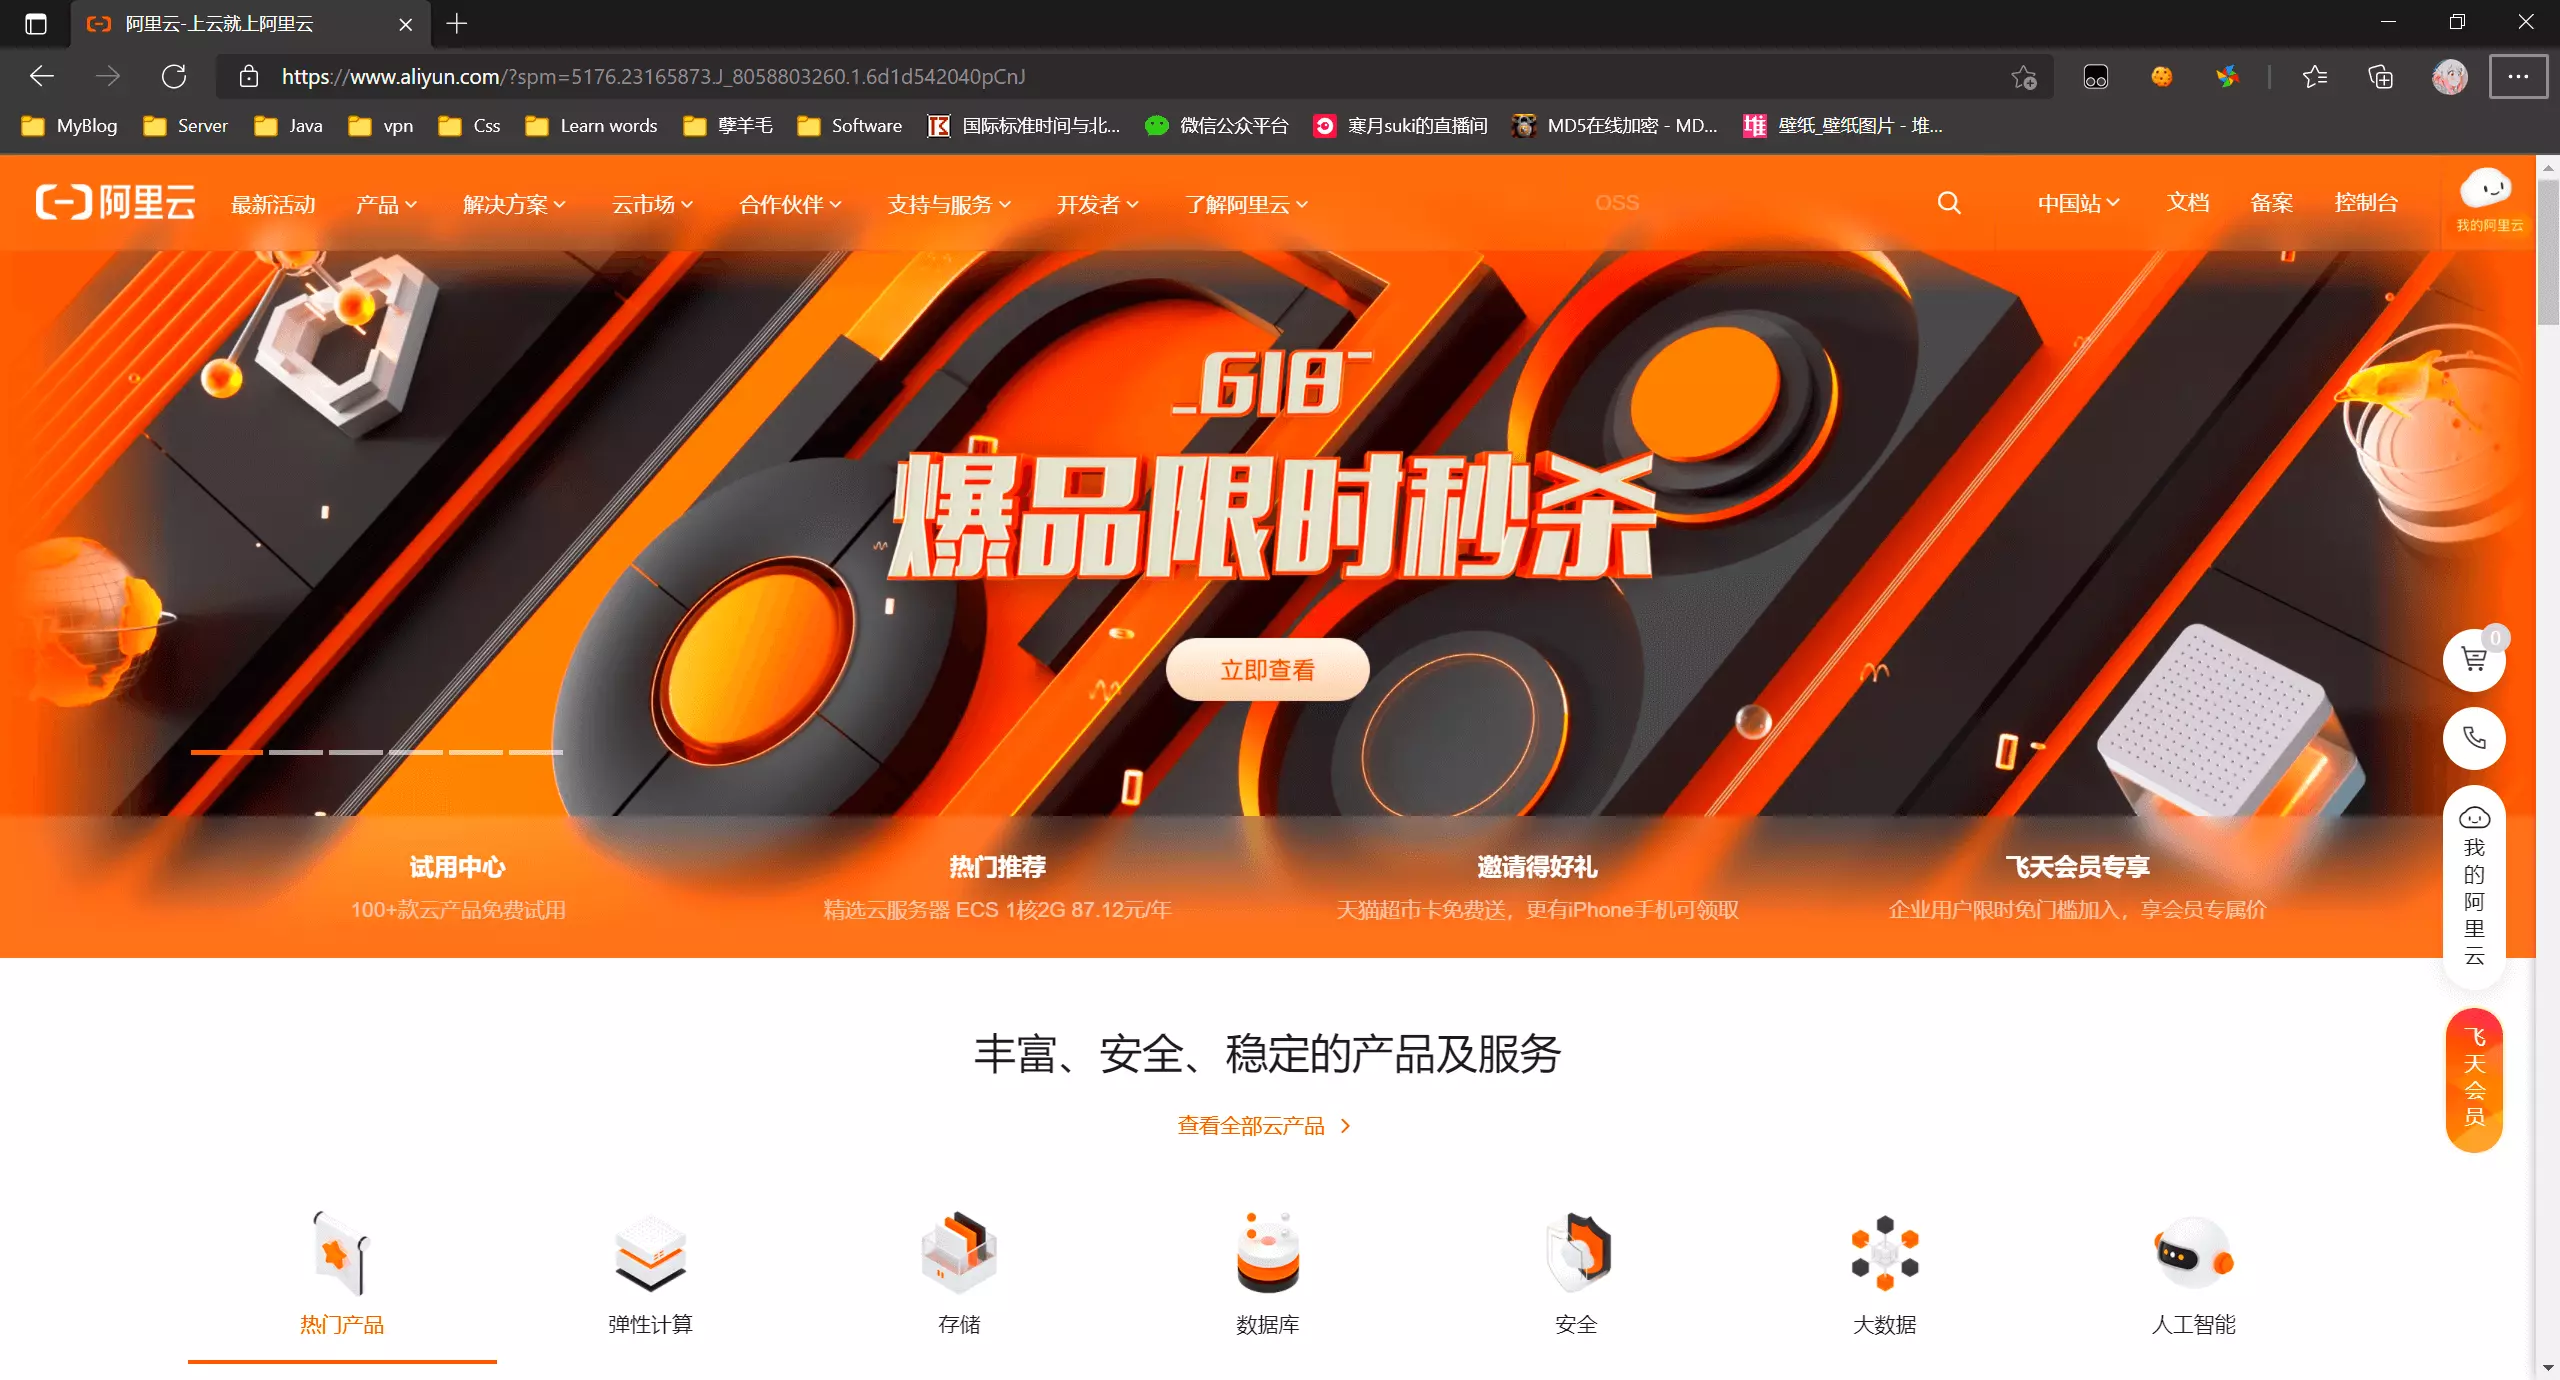 阿里云-上云就上阿里云
https://www.aliyun.com/?spm=5176.23165873.J_8058803260.1.6d1d542040pCnJ
MyBlog Server Java vpn Css Learn words 孽羊毛 Software 国际标准时间与北... 微信公众平台 寒月suki的直播间 MD5在线加密 - MD... 壁纸_壁纸图片 - 堆...
阿里云 最新活动 产品 解决方案 云市场 合作伙伴 支持与服务 开发者 了解阿里云 OSS 中国站 文档 备案 控制台
我的阿里云
618
爆品限时秒杀
立即查看
0
我的阿里云
试用中心 热门推荐 邀请得好礼 飞天会员专享
100+款云产品免费试用 精选云服务器 ECS 1核2G 87.12元/年 天猫超市卡免费送，更有iPhone手机可领取 企业用户限时免门槛加入，享会员专属价
飞天会员
丰富、安全、稳定的产品及服务
查看全部云产品
热门产品 弹性计算 存储 数据库 安全 大数据 人工智能